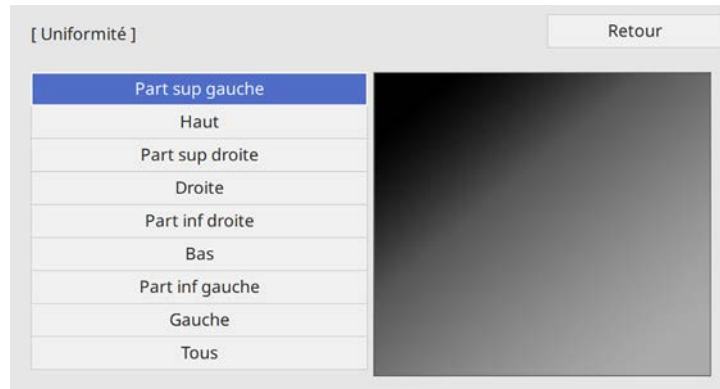 [ Uniformité ]
Retour
Part sup gauche
Haut
Part sup droite
Droite
Part inf droite
Bas
Part inf gauche
Gauche
Tous